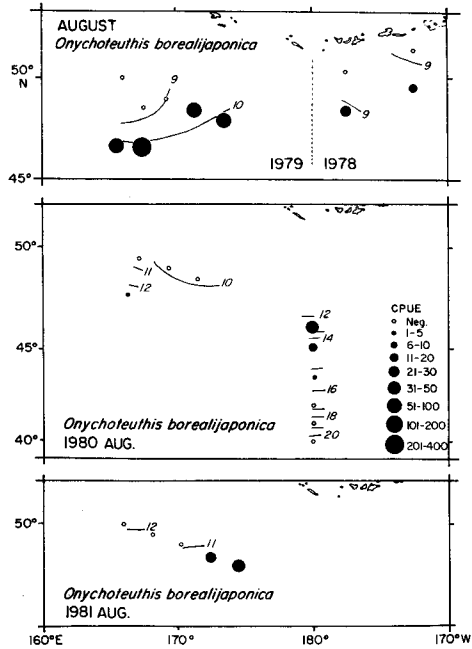 AUGUST
Onychoteuthis borealijaponica
50°
N
9
10
9
9
1979 1978
45°
50°
11
12
10
12
14
16
18
20
45°
40°
CPUE
Neg.
1-5
6-10
11-20
21-30
31-50
51-100
101-200
201-400
Onychoteuthis borealijaponica
1980 AUG.
50°
12
11
Onychoteuthis borealijaponica
1981 AUG.
160°E 170° 180° 170°W